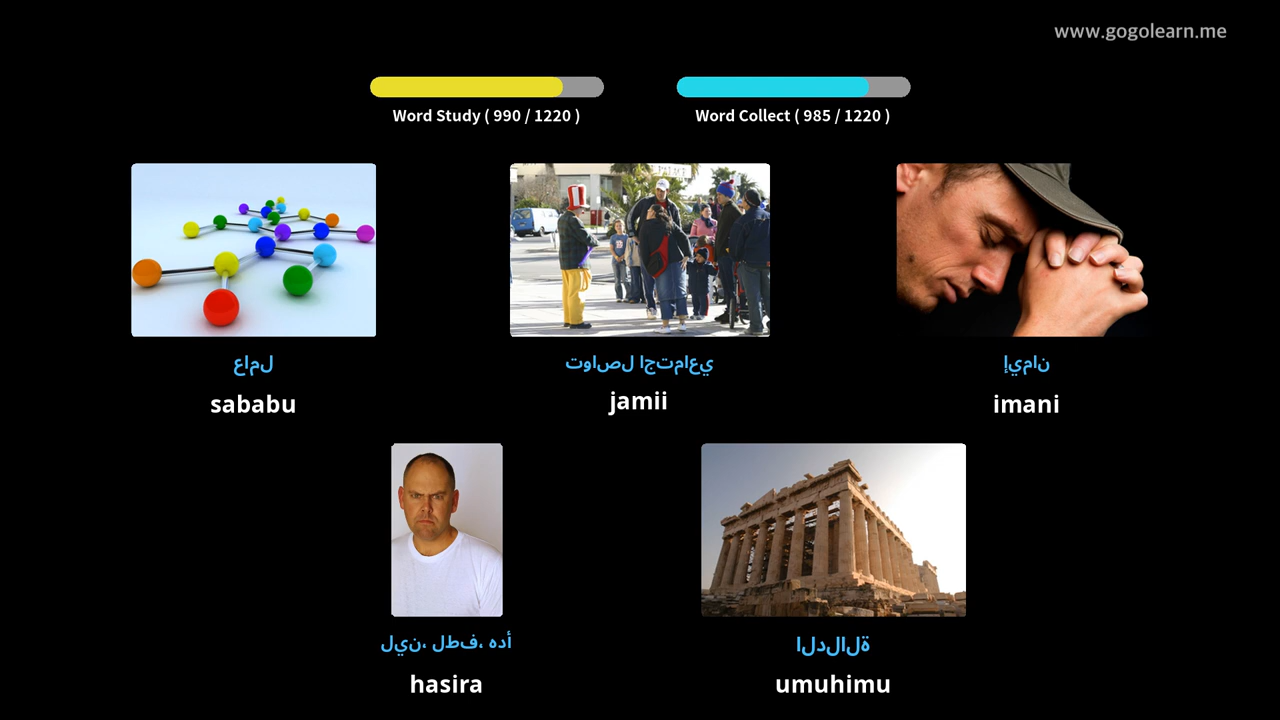 www.gogolearn.me
Word Study ( 990 / 1220 )
Word Collect ( 985 / 1220 )
عامل
sababu
تواصل اجتماعي
jamii
إيمان
imani
لين، لطف، هدأ
hasira
الدلالة
umuhimu